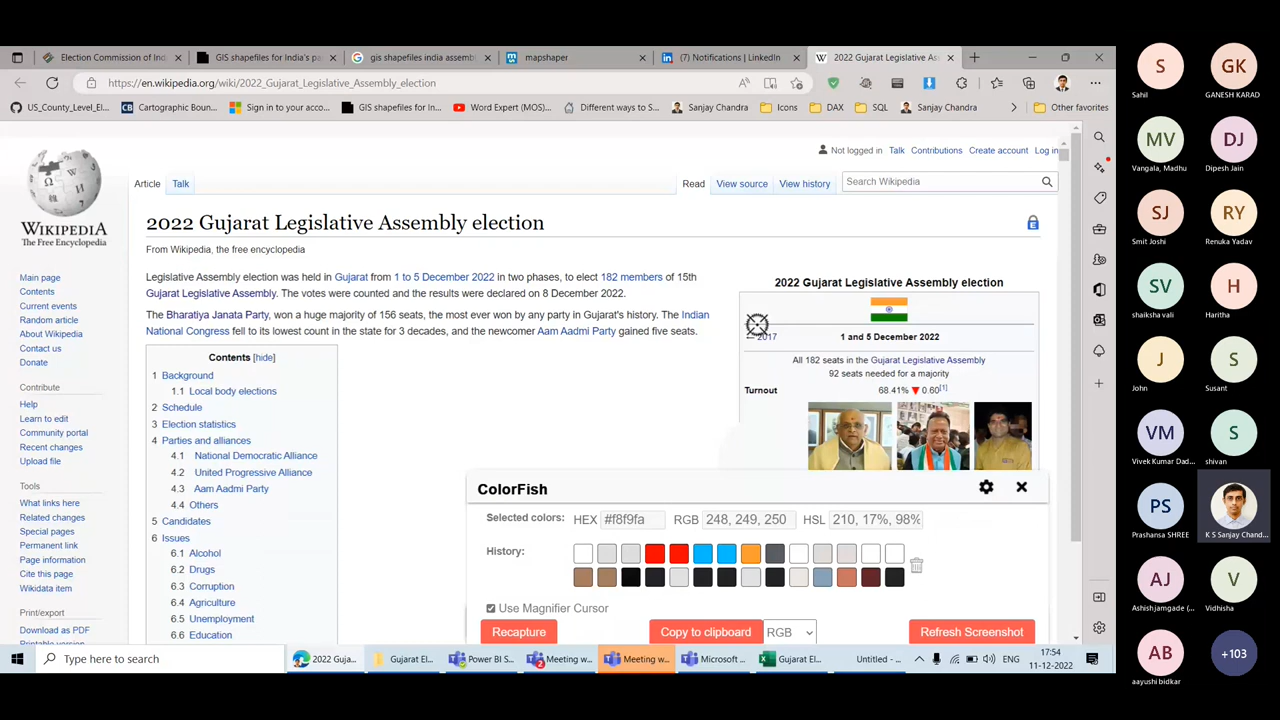 Election Commission of Ind
GIS shapefiles for India's pa
gis shapefiles india assemb
mapshaper
(7) Notifications | LinkedIn
2022 Gujarat Legislative As
https://en.wikipedia.org/wiki/2022_Gujarat_Legislative_Assembly_election
US_County_Level_El...
Cartographic Boun...
Sign in to your acco...
GIS shapefiles for In...
Word Expert (MOS)...
Different ways to S...
Sanjay Chandra
Icons
DAX
SQL
Sanjay Chandra
Other favorites
Not logged in Talk Contributions Create account Log in
Article Talk
Read View source View history
Search Wikipedia
WIKIPEDIA
The Free Encyclopedia
Main page
Contents
Current events
Random article
About Wikipedia
Contact us
Donate
Contribute
Help
Learn to edit
Community portal
Recent changes
Upload file
Tools
What links here
Related changes
Special pages
Permanent link
Page information
Cite this page
Wikidata item
Print/export
Download as PDF
2022 Gujarat Legislative Assembly election
From Wikipedia, the free encyclopedia
Legislative Assembly election was held in Gujarat from 1 to 5 December 2022 in two phases, to elect 182 members of 15th
Gujarat Legislative Assembly. The votes were counted and the results were declared on 8 December 2022.
The Bharatiya Janata Party, won a huge majority of 156 seats, the most ever won by any party in Gujarat's history. The Indian
National Congress fell to its lowest count in the state for 3 decades, and the newcomer Aam Aadmi Party gained five seats.
Contents [hide]
1 Background
1.1 Local body elections
2 Schedule
3 Election statistics
4 Parties and alliances
4.1 National Democratic Alliance
4.2 United Progressive Alliance
4.3 Aam Aadmi Party
4.4 Others
5 Candidates
6 Issues
6.1 Alcohol
6.2 Drugs
6.3 Corruption
6.4 Agriculture
6.5 Unemployment
6.6 Education
2022 Gujarat Legislative Assembly election
← 2017
1 and 5 December 2022
All 182 seats in the Gujarat Legislative Assembly
92 seats needed for a majority
Turnout 68.41% ▼ 0.60[1]
ColorFish
Selected colors: HEX #f8f9fa RGB 248, 249, 250 HSL 210, 17%, 98%
History:
Use Magnifier Cursor
Recapture
Copy to clipboard
RGB
Refresh Screenshot
Type here to search
2022 Guja...
Gujarat El...
Power BI S...
2
Meeting w...
Meeting w...
Microsoft ...
Gujarat El...
Untitled - ...
ENG
17:54
11-12-2022
S
Sahil
GK
GANESH KARAD
MV
Vangala, Madhu
DJ
Dipesh Jain
SJ
Smit Joshi
RY
Renuka Yadav
SV
shaiksha vali
H
Haritha
J
John
S
Susant
VM
Vivek Kumar Dad...
S
shivan
PS
Prashansa SHREE
K S Sanjay Chand...
AJ
Ashish jamgade (...
V
Vidhisha
AB
aayushi bidkar
+103